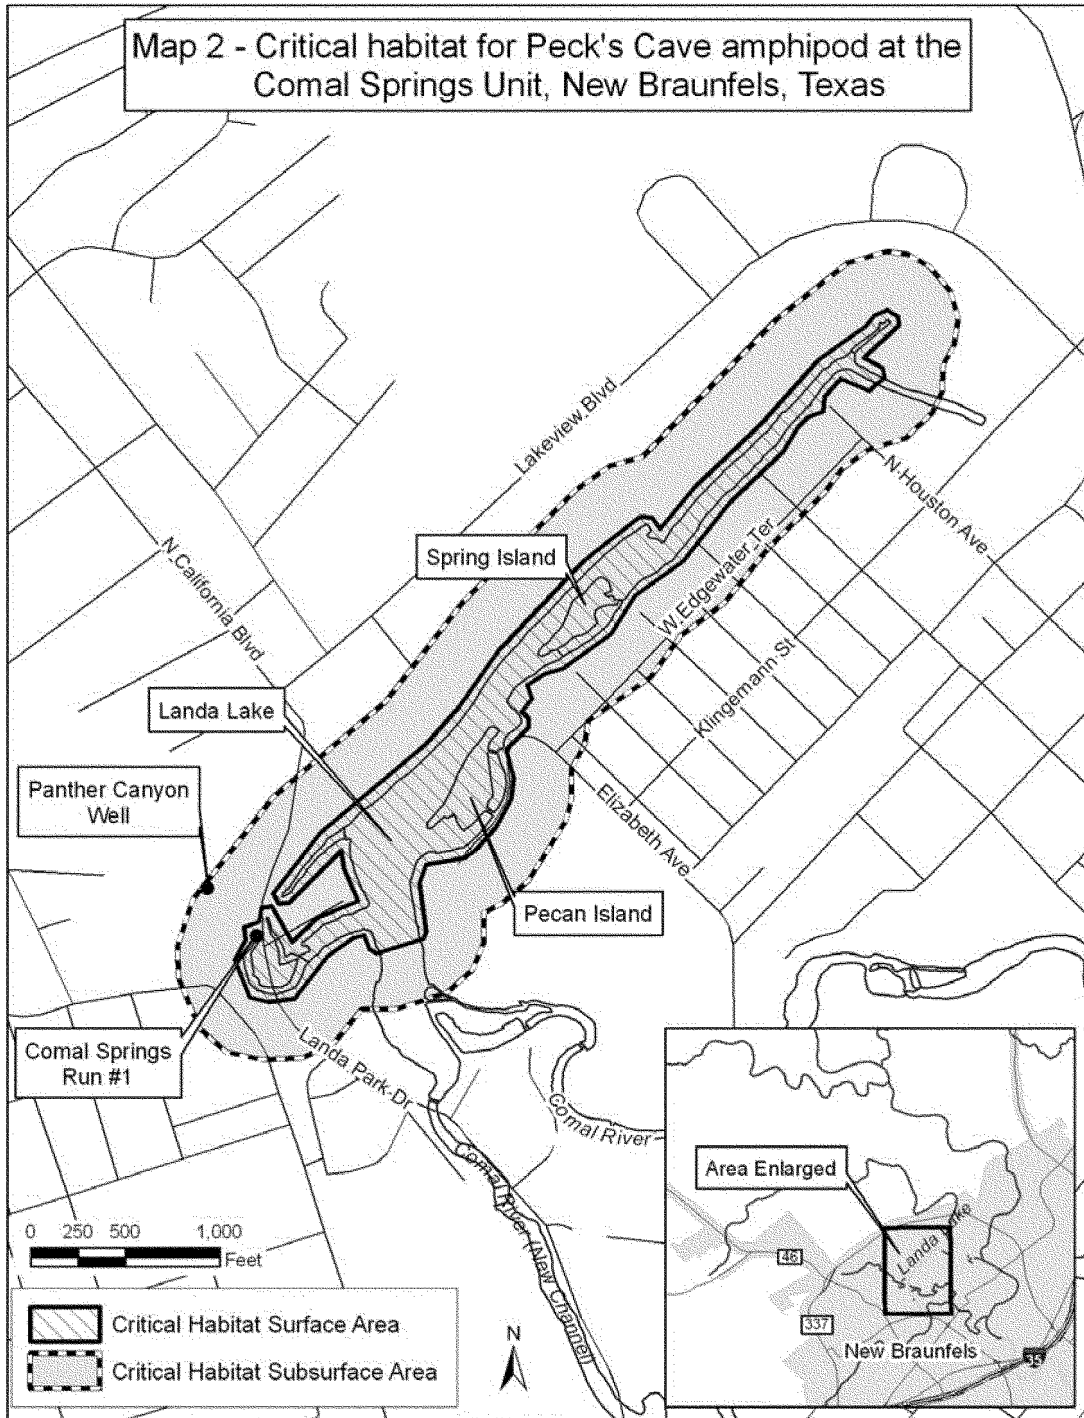 Map 2 - Critical habitat for Peck's Cave amphipod at the
Comal Springs Unit, New Braunfels, Texas
Lakeview Blvd
N Houston Ave
Spring Island
N California Blvd
W Edgewater Ter
Klingemann St
Landa Lake
Panther Canyon
Well
Elizabeth Ave
Pecan Island
Comal Springs
Run #1
Landa Park Dr
Comal River
Comal River (New Channel)
Area Enlarged
Landa Lake
46
337
New Braunfels
35
0 250 500 1,000
Feet
Critical Habitat Surface Area
Critical Habitat Subsurface Area
N